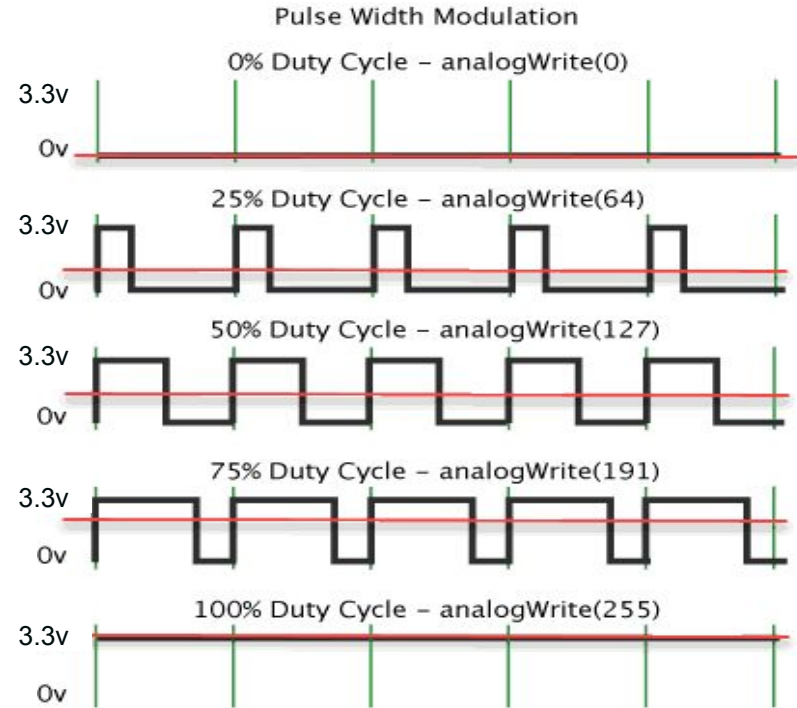 Pulse Width Modulation
0% Duty Cycle – analogWrite(0)
3.3v
0v
25% Duty Cycle – analogWrite(64)
3.3v
0v
50% Duty Cycle – analogWrite(127)
3.3v
0v
75% Duty Cycle – analogWrite(191)
3.3v
0v
100% Duty Cycle – analogWrite(255)
3.3v
0v